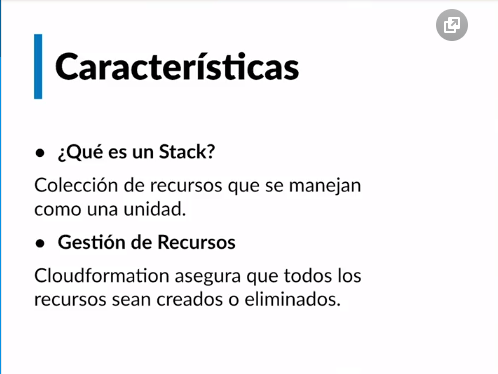 Características
● ¿Qué es un Stack?
Colección de recursos que se manejan
como una unidad.
● Gestión de Recursos
Cloudformation asegura que todos los
recursos sean creados o eliminados.